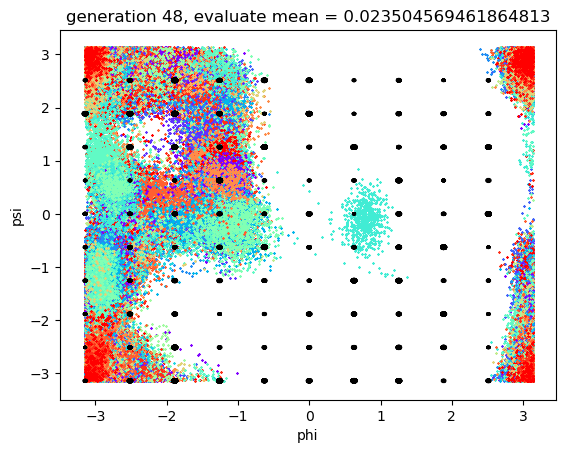 generation 48, evaluate mean = 0.023504569461864813
3
2
1
0
−1
−2
−3
psi
−3 −2 −1 0 1 2 3
phi